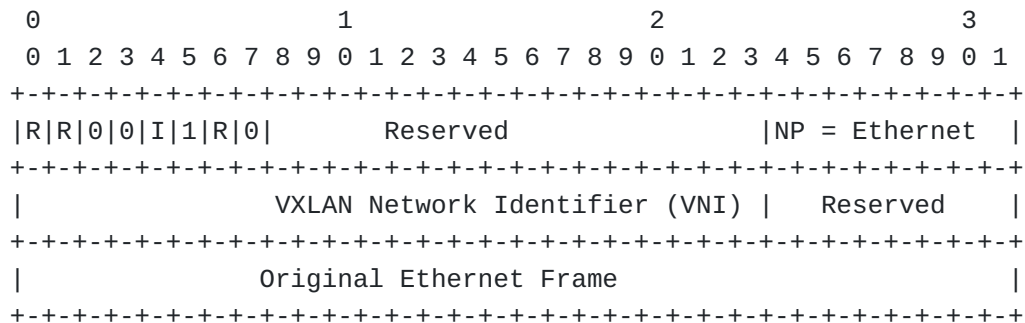 0                   1                   2                   3
 0 1 2 3 4 5 6 7 8 9 0 1 2 3 4 5 6 7 8 9 0 1 2 3 4 5 6 7 8 9 0 1
+-+-+-+-+-+-+-+-+-+-+-+-+-+-+-+-+-+-+-+-+-+-+-+-+-+-+-+-+-+-+-+-+
|R|R|0|0|I|1|R|0|       Reserved                |NP = Ethernet  |
+-+-+-+-+-+-+-+-+-+-+-+-+-+-+-+-+-+-+-+-+-+-+-+-+-+-+-+-+-+-+-+-+
|                VXLAN Network Identifier (VNI) |   Reserved    |
+-+-+-+-+-+-+-+-+-+-+-+-+-+-+-+-+-+-+-+-+-+-+-+-+-+-+-+-+-+-+-+-+
|               Original Ethernet Frame                         |
+-+-+-+-+-+-+-+-+-+-+-+-+-+-+-+-+-+-+-+-+-+-+-+-+-+-+-+-+-+-+-+-+